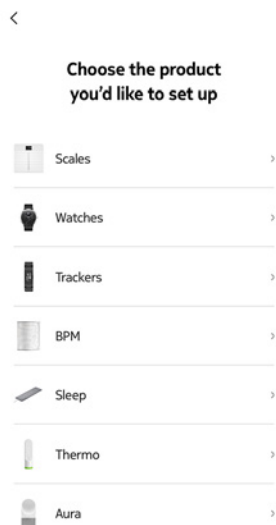 Choose the product
you'd like to set up
Scales
Watches
Trackers
BPM
Sleep
Thermo
Aura